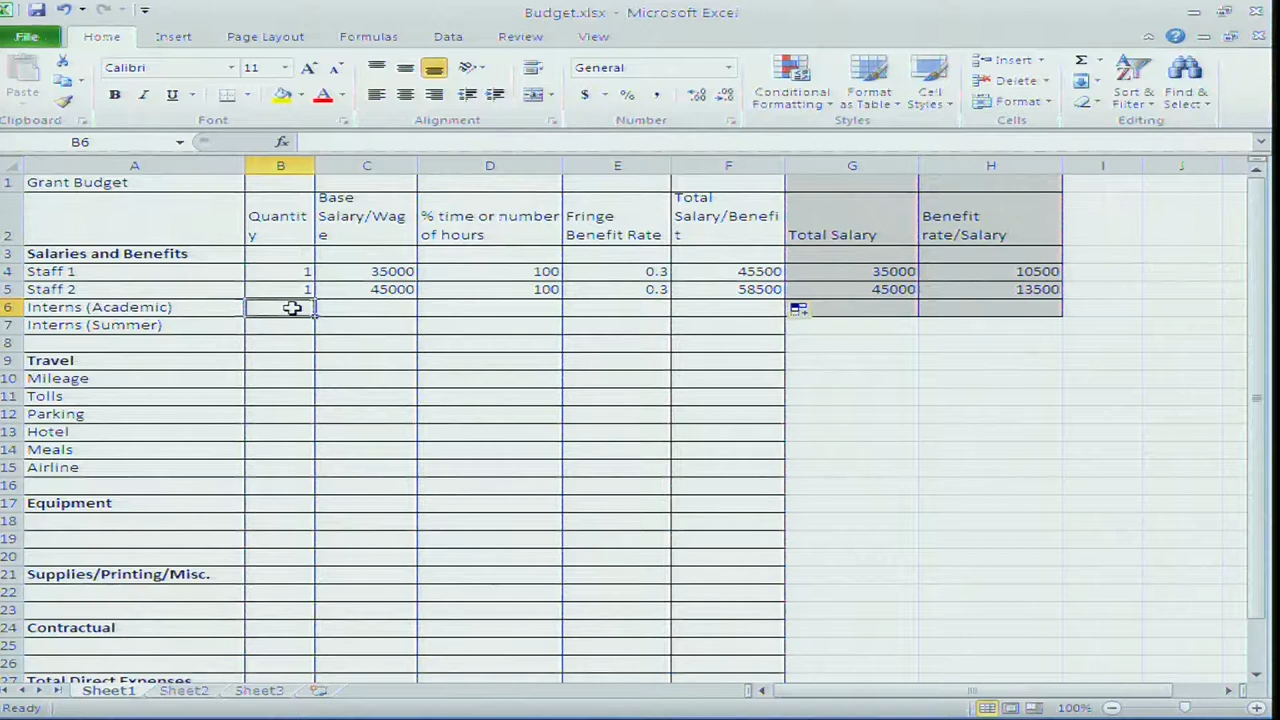 Budget.xlsx - Microsoft Excel
File Home Insert Page Layout Formulas Data Review View
Paste
Calibri 11
B I U A
General
$ % ,
Conditional Formatting
Format as Table
Cell Styles
Insert
Delete
Format
Σ
Sort & Filter
Find & Select
Clipboard Font Alignment Number Styles Cells Editing
B6 fx
A B C D E F G H I J
1 Grant Budget
2 Quantity Base Salary/Wage % time or number of hours Fringe Benefit Rate Total Salary/Benefit Total Salary Benefit rate/Salary
3 Salaries and Benefits
4 Staff 1 1 35000 100 0.3 45500 35000 10500
5 Staff 2 1 45000 100 0.3 58500 45000 13500
6 Interns (Academic)
7 Interns (Summer)
8
9 Travel
10 Mileage
11 Tolls
12 Parking
13 Hotel
14 Meals
15 Airline
16
17 Equipment
18
19
20
21 Supplies/Printing/Misc.
22
23
24 Contractual
25
26
27 Total Direct Expenses
Sheet1 Sheet2 Sheet3
Ready 100%